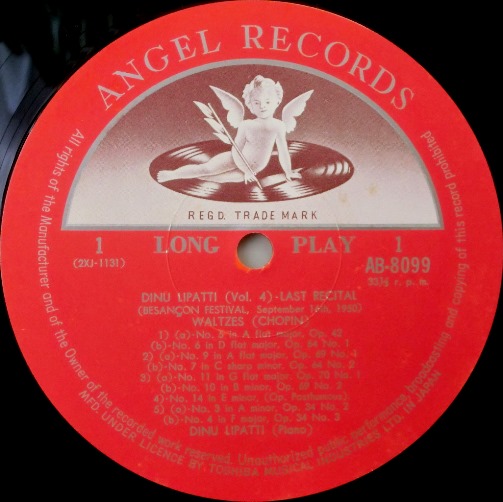 ANGEL RECORDS
REGD. TRADE MARK
1 LONG PLAY 1
(2XJ-1131)
AB-8099
33⅓ r. p. m.
DINU LIPATTI (Vol. 4)-LAST RECITAL
(BESANÇON FESTIVAL, September 16th, 1950)
WALTZES (CHOPIN)
1) (a)-No. 5 in A flat major, Op. 42
(b)-No. 6 in D flat major, Op. 64 No. 1
2) (a)-No. 9 in A flat major, Op. 69 No. 1
(b)-No. 7 in C sharp minor, Op. 64 No. 2
3) (a)-No. 11 in G flat major, Op. 70 No. 1
(b)-No. 10 in B minor, Op. 69 No. 2
4)-No. 14 in E minor, (Op. Posthumous)
5) (a)-No. 3 in A minor, Op. 34 No. 2
(b)-No. 4 in F major, Op. 34 No. 3
DINU LIPATTI (Piano)
All rights of the Manufacturer and of the Owner of the recorded work reserved. Unauthorized public performance, broadcasting and copying of this record prohibited
MFD. UNDER LICENCE BY TOSHIBA MUSICAL INDUSTRIES LTD. IN JAPAN